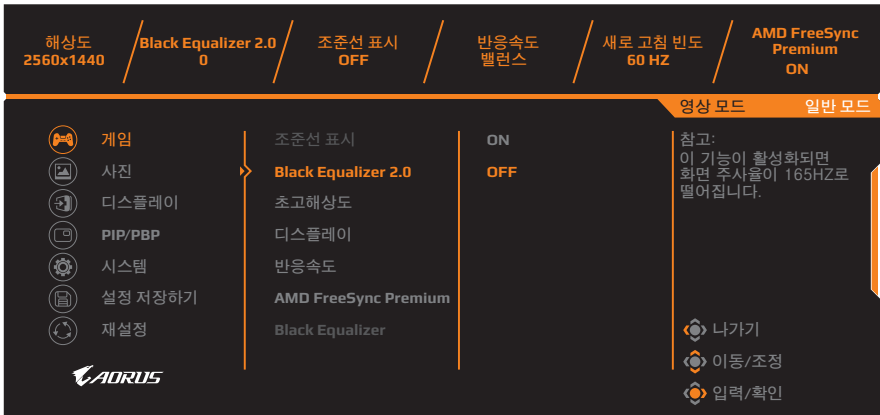 해상도
2560x1440
Black Equalizer 2.0
0
조준선 표시
OFF
반응속도
밸런스
새로 고침 빈도
60 HZ
AMD FreeSync
Premium
ON
영상 모드 일반 모드
게임
사진
디스플레이
PIP/PBP
시스템
설정 저장하기
재설정
조준선 표시
Black Equalizer 2.0
초고해상도
디스플레이
반응속도
AMD FreeSync Premium
Black Equalizer
ON
OFF
참고:
이 기능이 활성화되면
화면 주사율이 165HZ로
떨어집니다.
나가기
이동/조정
입력/확인
AORUS